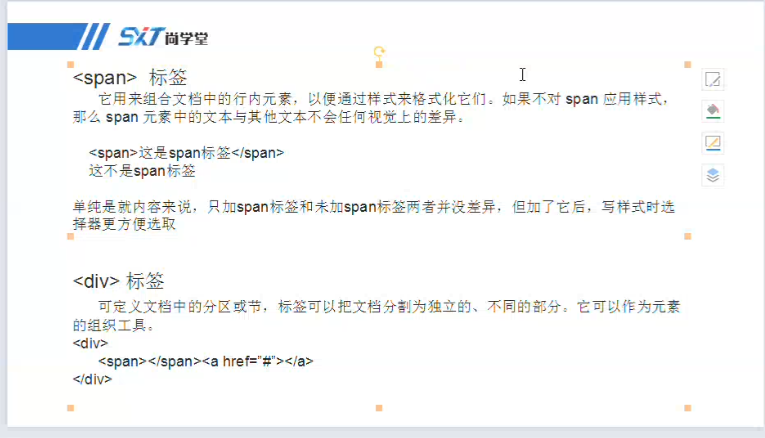 SXT尚学堂
<span> 标签
它用来组合文档中的行内元素，以便通过样式来格式化它们。如果不对 span 应用样式，
那么 span 元素中的文本与其他文本不会任何视觉上的差异。
<span>这是span标签</span>
这不是span标签
单纯是就内容来说，只加span标签和未加span标签两者并没差异，但加了它后，写样式时选
择器更方便选取
<div> 标签
可定义文档中的分区或节，标签可以把文档分割为独立的、不同的部分。它可以作为元素
的组织工具。
<div>
<span></span><a href="#"></a>
</div>